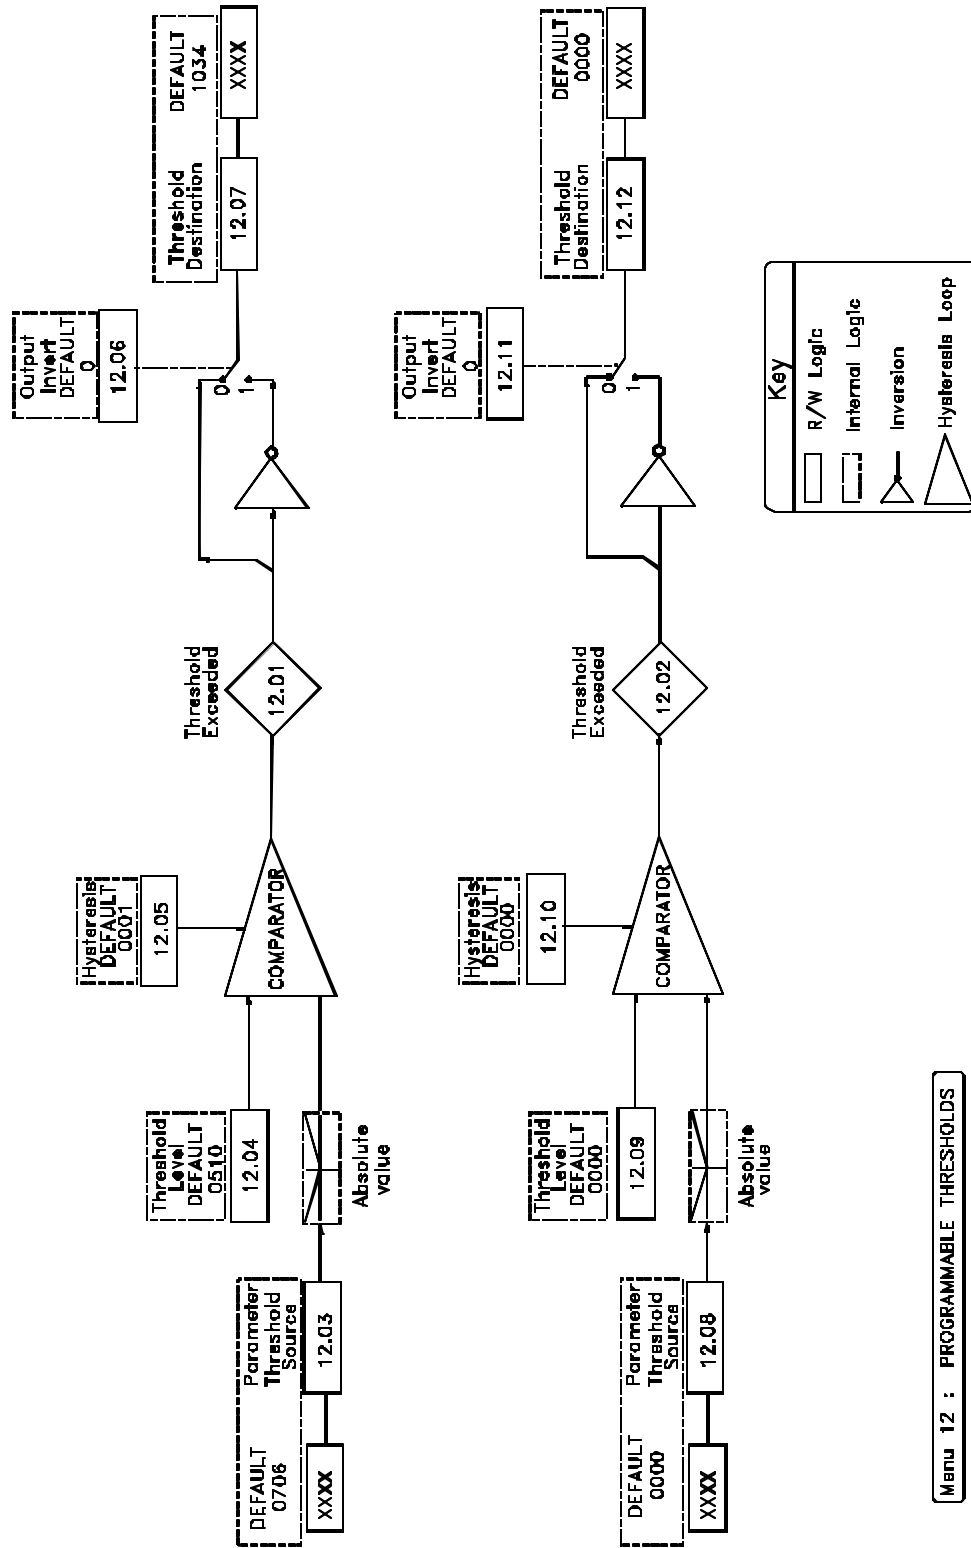 DEFAULT
0706
XXXX
Parameter
Threshold
Source
12.03
Threshold
Level
DEFAULT
0510
12.04
Absolute
value
Hysteresis
DEFAULT
0001
12.05
COMPARATOR
Threshold
Exceeded
12.01
Output
Invert
DEFAULT
0
12.06
0
1
Threshold
Destination
12.07
DEFAULT
1034
XXXX
DEFAULT
0000
XXXX
Parameter
Threshold
Source
12.08
Threshold
Level
DEFAULT
0000
12.09
Absolute
value
Hysteresis
DEFAULT
0000
12.10
COMPARATOR
Threshold
Exceeded
12.02
Output
Invert
DEFAULT
0
12.11
0
1
Threshold
Destination
12.12
DEFAULT
0000
XXXX
Key
R/W Logic
Internal Logic
Inversion
Hysteresis Loop
Menu 12 : PROGRAMMABLE THRESHOLDS